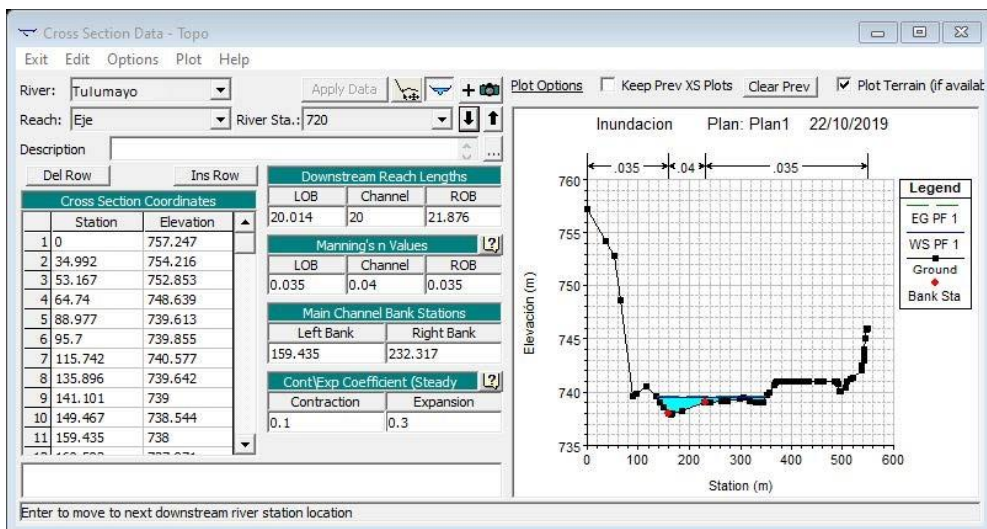 Cross Section Data - Topo
Exit Edit Options Plot Help
River: Tulumayo Apply Data
Reach: Eje River Sta.: 720
Description ...
Del Row Ins Row
Cross Section Coordinates
Station Elevation
1 0 757.247
2 34.992 754.216
3 53.167 752.853
4 64.74 748.639
5 88.977 739.613
6 95.7 739.855
7 115.742 740.577
8 135.896 739.642
9 141.101 739
10 149.467 738.544
11 159.435 738
Downstream Reach Lengths
LOB Channel ROB
20.014 20 21.876
Manning's n Values ?
LOB Channel ROB
0.035 0.04 0.035
Main Channel Bank Stations
Left Bank Right Bank
159.435 232.317
Cont\Exp Coefficient (Steady ?
Contraction Expansion
0.1 0.3
Plot Options Keep Prev XS Plots Clear Prev Plot Terrain (if availab
Inundacion Plan: Plan1 22/10/2019
.035 .04 .035
760
755
750
745
740
735
Elevación (m)
0 100 200 300 400 500 600
Station (m)
Legend
EG PF 1
WS PF 1
Ground
Bank Sta
Enter to move to next downstream river station location